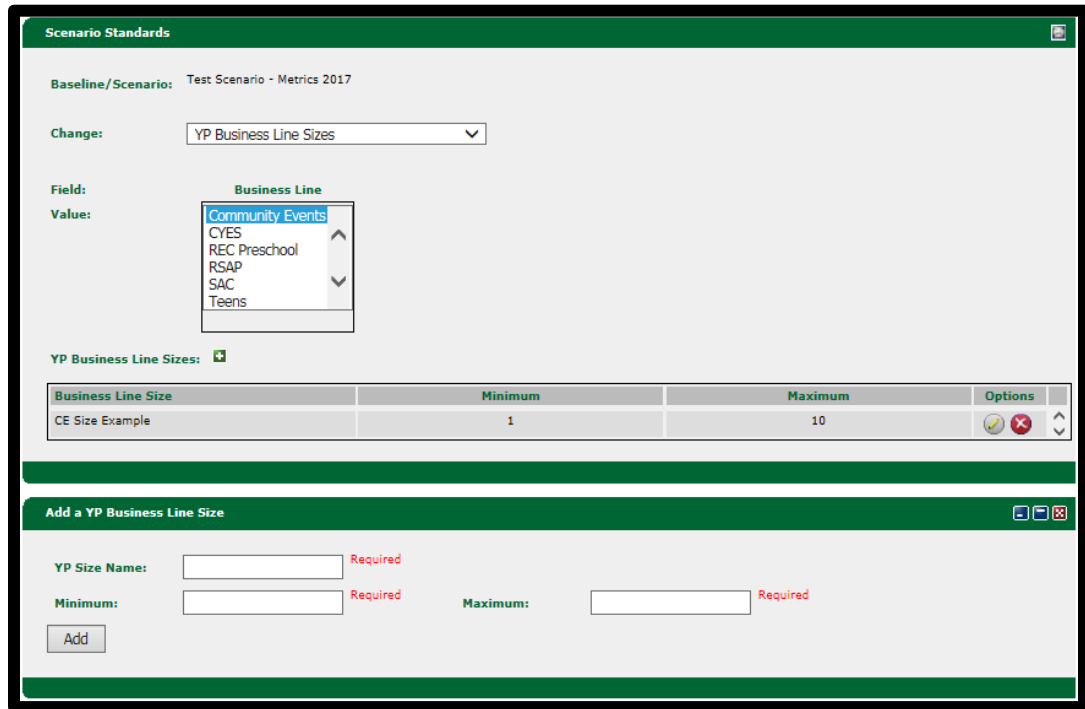 Scenario Standards
Baseline/Scenario: Test Scenario - Metrics 2017
Change: YP Business Line Sizes
Field: Business Line
Value: Community Events
CYES
REC Preschool
RSAP
SAC
Teens
YP Business Line Sizes:
Business Line Size Minimum Maximum Options
CE Size Example 1 10
Add a YP Business Line Size
YP Size Name: Required
Minimum: Required Maximum: Required
Add